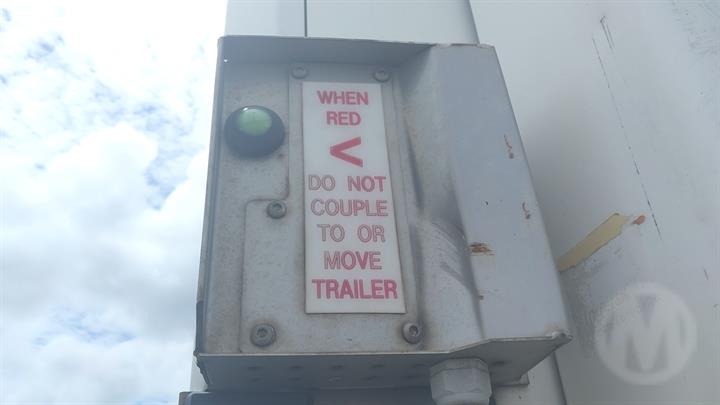 WHEN
RED
<
DO NOT
COUPLE
TO OR
MOVE
TRAILER
M